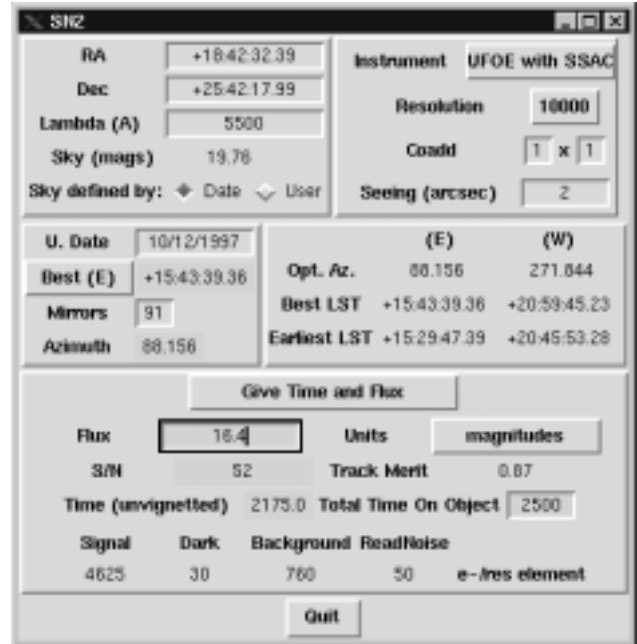 SN2
RA +18:42:32.39
Dec +25:42:17.99
Lambda (A) 5500
Sky (mags) 19.76
Sky defined by: Date User
Instrument UFOE with SSAC
Resolution 10000
Coadd 1 x 1
Seeing (arcsec) 2
U. Date 10/12/1997
Best (E) +15:43:39.36
Mirrors 91
Azimuth 88.156
(E) (W)
Opt. Az. 88.156 271.844
Best LST +15:43:39.36 +20:59:45.23
Earliest LST +15:29:47.39 +20:45:53.28
Give Time and Flux
Flux 16.4 Units magnitudes
S/N 52 Track Merit 0.87
Time (unvignetted) 2175.0 Total Time On Object 2500
Signal Dark Background ReadNoise
4625 30 760 50 e-/res element
Quit